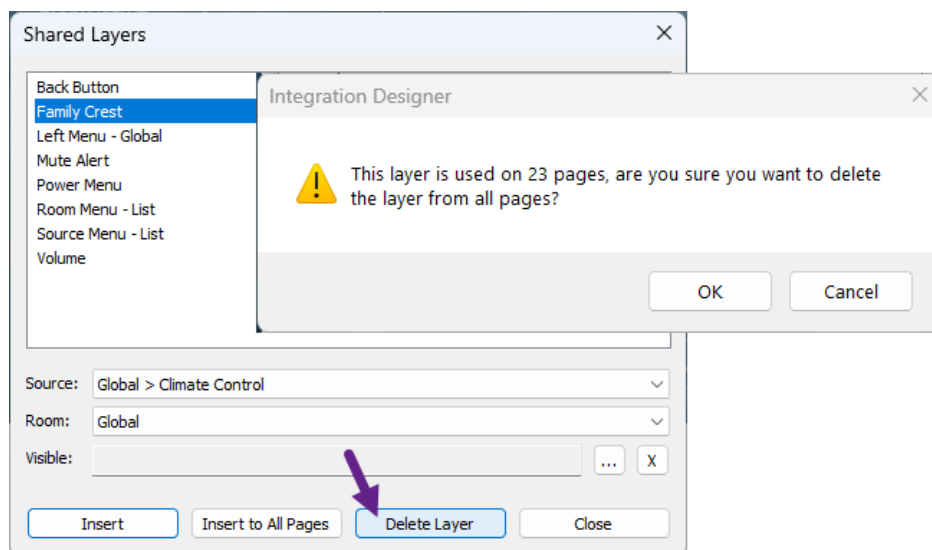 Shared Layers
Back Button
Family Crest
Left Menu - Global
Mute Alert
Power Menu
Room Menu - List
Source Menu - List
Volume
Integration Designer
This layer is used on 23 pages, are you sure you want to delete
the layer from all pages?
OK Cancel
Source: Global > Climate Control
Room: Global
Visible: ... X
Insert Insert to All Pages Delete Layer Close